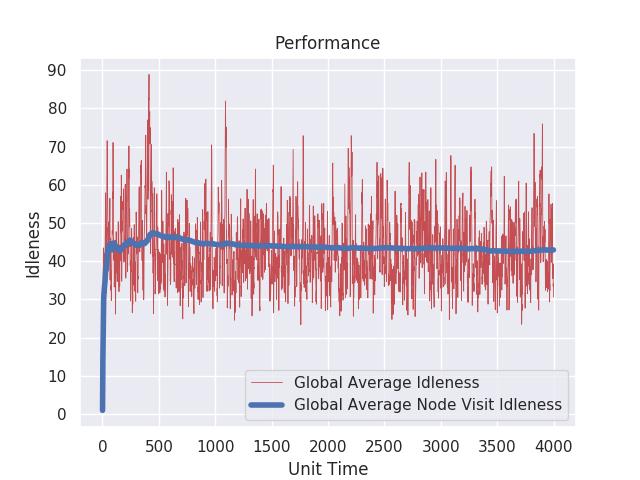 Performance
90
80
70
60
50
40
30
20
10
0
Idleness
0 500 1000 1500 2000 2500 3000 3500 4000
Unit Time
Global Average Idleness
Global Average Node Visit Idleness